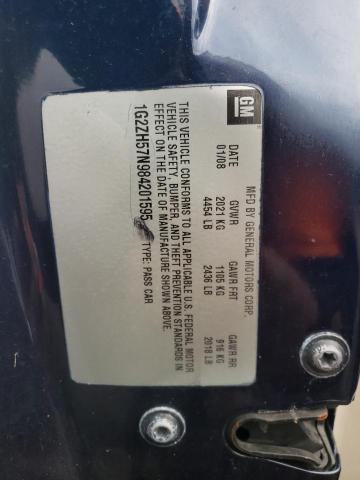 GM
MFD BY GENERAL MOTORS CORP.
DATE GVWR GAWR FRT GAWR RR
01/08 2021 KG 1105 KG 916 KG
4454 LB 2436 LB 2018 LB
THIS VEHICLE CONFORMS TO ALL APPLICABLE U.S. FEDERAL MOTOR
VEHICLE SAFETY, BUMPER, AND THEFT PREVENTION STANDARDS IN
EFFECT ON THE DATE OF MANUFACTURE SHOWN ABOVE.
1G2ZH57N984201595 TYPE: PASS CAR